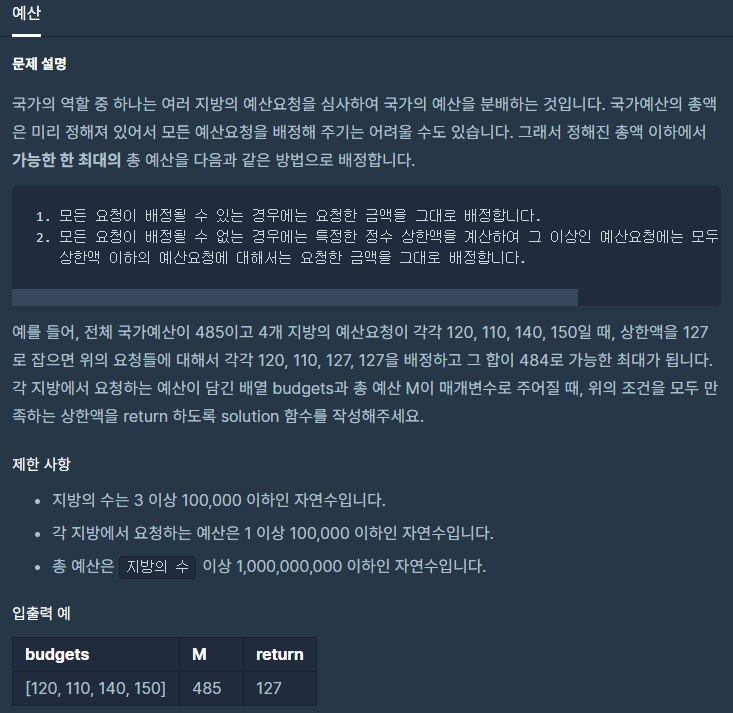 예산
문제 설명
국가의 역할 중 하나는 여러 지방의 예산요청을 심사하여 국가의 예산을 분배하는 것입니다. 국가예산의 총액
은 미리 정해져 있어서 모든 예산요청을 배정해 주기는 어려울 수도 있습니다. 그래서 정해진 총액 이하에서
가능한 한 최대의 총 예산을 다음과 같은 방법으로 배정합니다.
1. 모든 요청이 배정될 수 있는 경우에는 요청한 금액을 그대로 배정합니다.
2. 모든 요청이 배정될 수 없는 경우에는 특정한 정수 상한액을 계산하여 그 이상인 예산요청에는 모두
상한액 이하의 예산요청에 대해서는 요청한 금액을 그대로 배정합니다.
예를 들어, 전체 국가예산이 485이고 4개 지방의 예산요청이 각각 120, 110, 140, 150일 때, 상한액을 127
로 잡으면 위의 요청들에 대해서 각각 120, 110, 127, 127을 배정하고 그 합이 484로 가능한 최대가 됩니다.
각 지방에서 요청하는 예산이 담긴 배열 budgets과 총 예산 M이 매개변수로 주어질 때, 위의 조건을 모두 만
족하는 상한액을 return 하도록 solution 함수를 작성해주세요.
제한 사항
• 지방의 수는 3 이상 100,000 이하인 자연수입니다.
• 각 지방에서 요청하는 예산은 1 이상 100,000 이하인 자연수입니다.
• 총 예산은 지방의 수 이상 1,000,000,000 이하인 자연수입니다.
입출력 예
budgets M return
[120, 110, 140, 150] 485 127